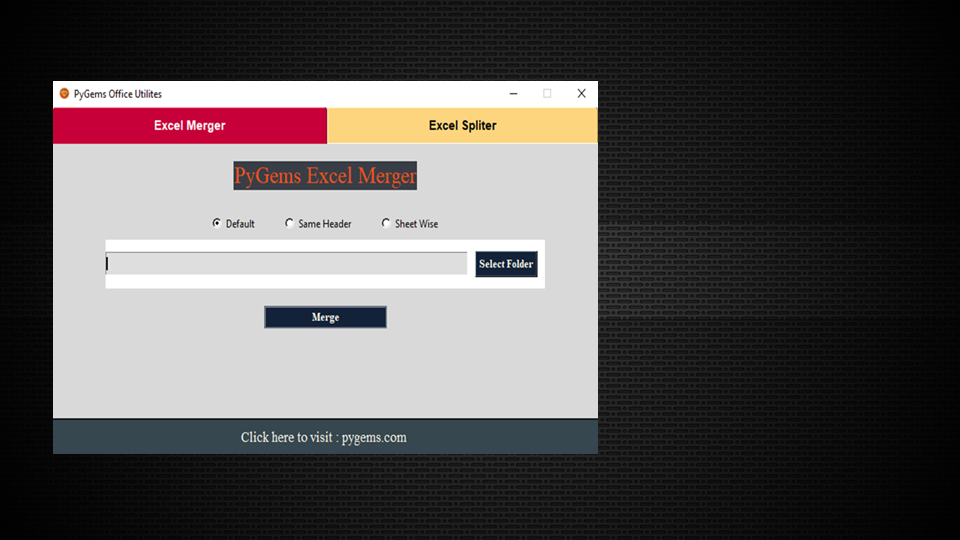 PyGems Office Utilites
Excel Merger Excel Spliter
PyGems Excel Merger
Default Same Header Sheet Wise
Select Folder
Merge
Click here to visit : pygems.com